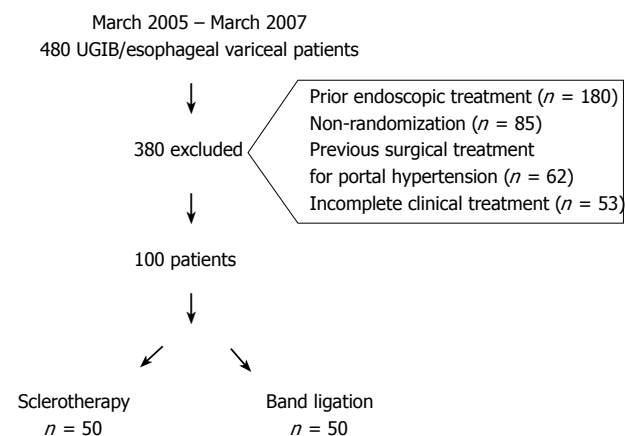 March 2005 – March 2007
480 UGIB/esophageal variceal patients
380 excluded
Prior endoscopic treatment (n = 180)
Non-randomization (n = 85)
Previous surgical treatment
for portal hypertension (n = 62)
Incomplete clinical treatment (n = 53)
100 patients
Sclerotherapy
n = 50
Band ligation
n = 50